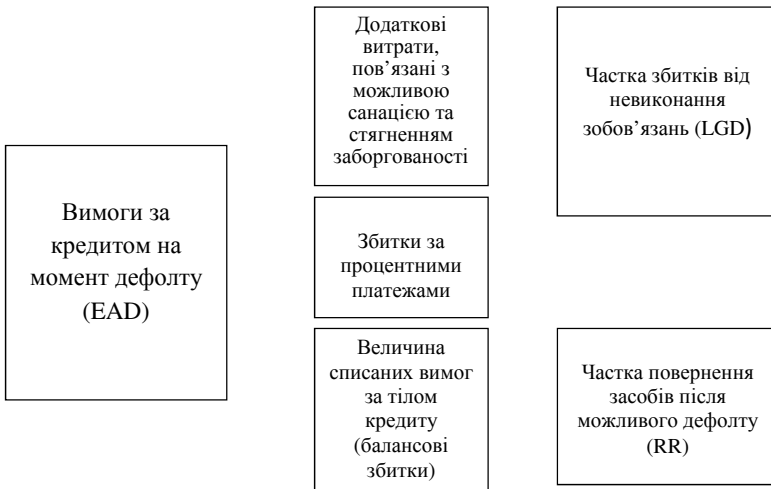 Вимоги за
кредитом на
момент дефолту
(EAD)
Додаткові
витрати,
пов’язані з
можливою
санацією та
стягненням
заборгованості
Збитки за
процентними
платежами
Величина
списаних вимог
за тілом
кредиту
(балансові
збитки)
Частка збитків від
невиконання
зобов’язань (LGD)
Частка повернення
засобів після
можливого дефолту
(RR)